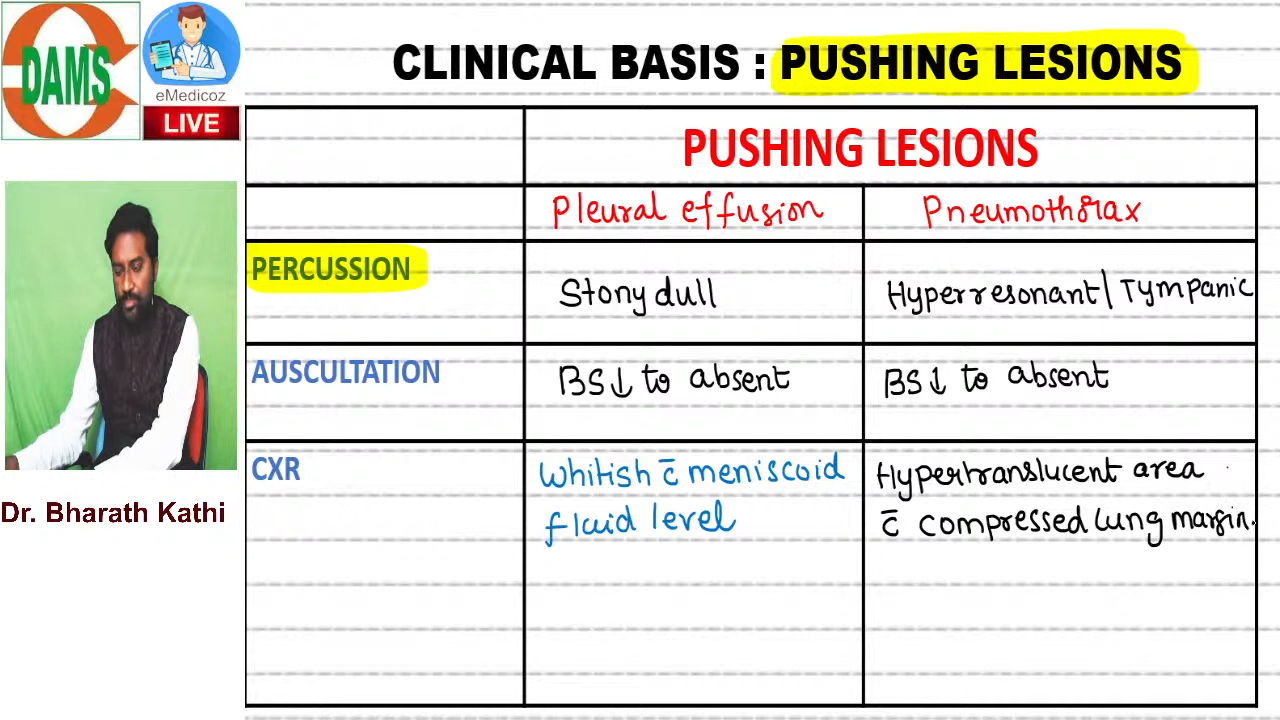 DAMS
eMedicoz
LIVE
CLINICAL BASIS : PUSHING LESIONS
PUSHING LESIONS
Pleural effusion
Pneumothorax
PERCUSSION
Stony dull
Hyperresonant/Tympanic
AUSCULTATION
BS↓ to absent
BS↓ to absent
CXR
Whitish c̄ meniscoid
fluid level
Hypertranslucent area
c̄ compressed lung margin.
Dr. Bharath Kathi